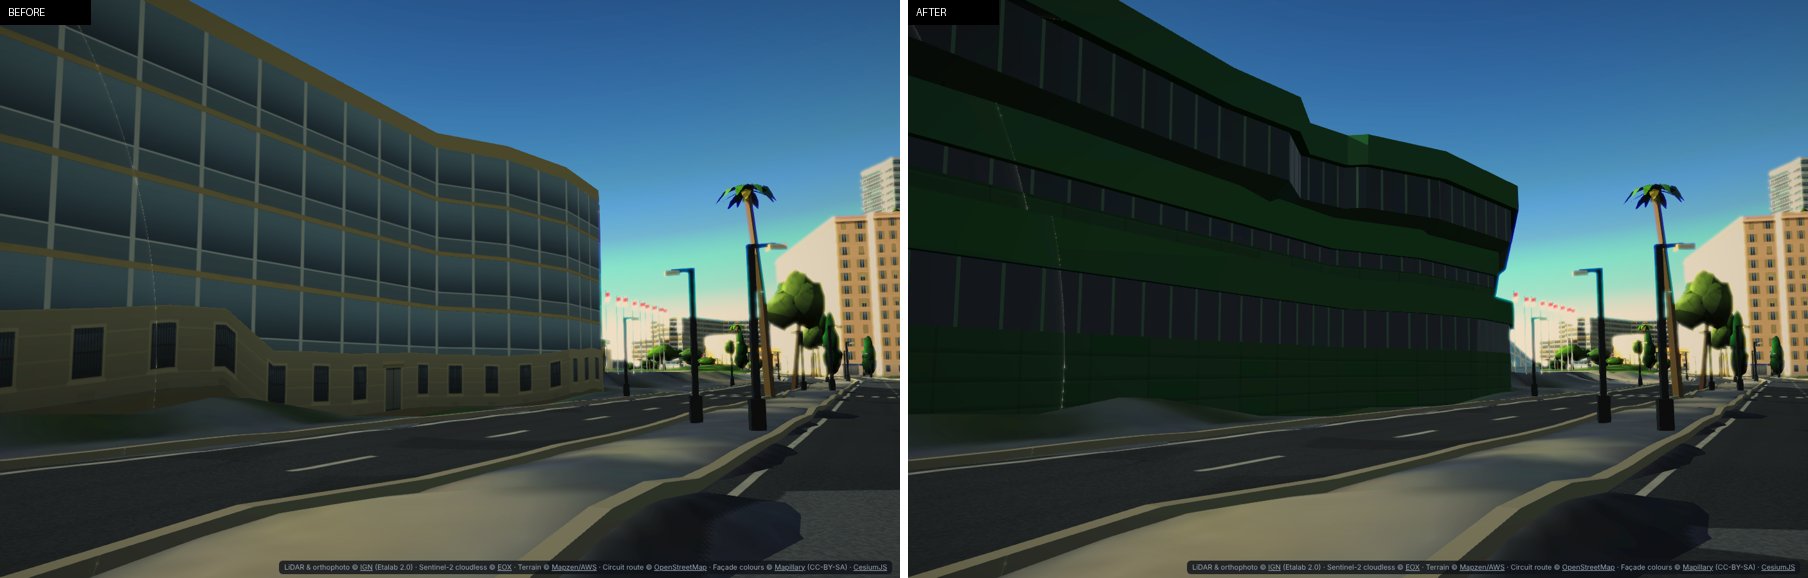 BEFORE
AFTER
LiDAR & orthophoto © IGN (Etalab 2.0) · Sentinel-2 cloudless © EOX · Terrain © Mapzen/AWS · Circuit route © OpenStreetMap · Façade colours © Mapillary (CC-BY-SA) · CesiumJS
LiDAR & orthophoto © IGN (Etalab 2.0) · Sentinel-2 cloudless © EOX · Terrain © Mapzen/AWS · Circuit route © OpenStreetMap · Façade colours © Mapillary (CC-BY-SA) · CesiumJS